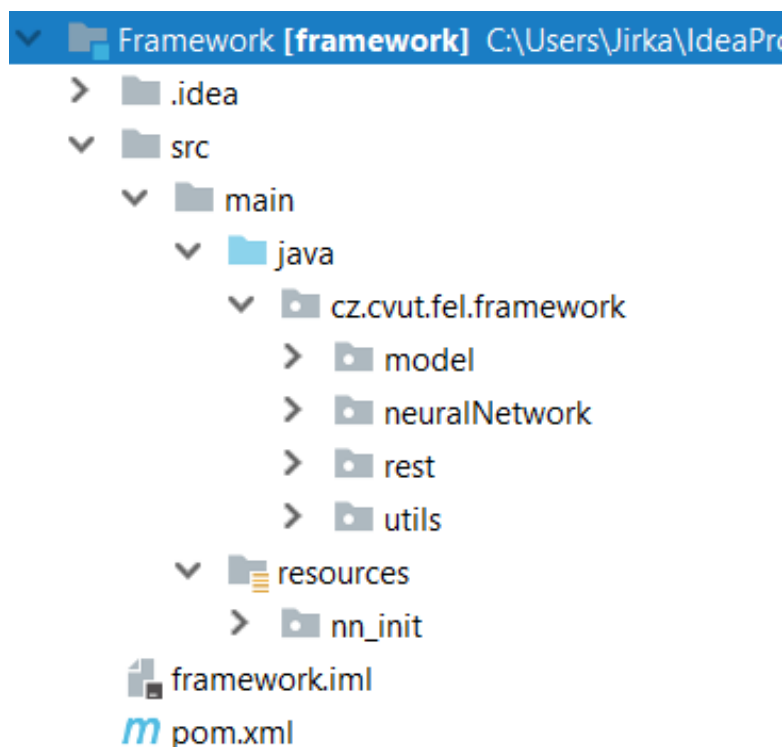 Framework [framework] C:\Users\Jirka\IdeaPro
.idea
src
main
java
cz.cvut.fel.framework
model
neuralNetwork
rest
utils
resources
nn_init
framework.iml
pom.xml